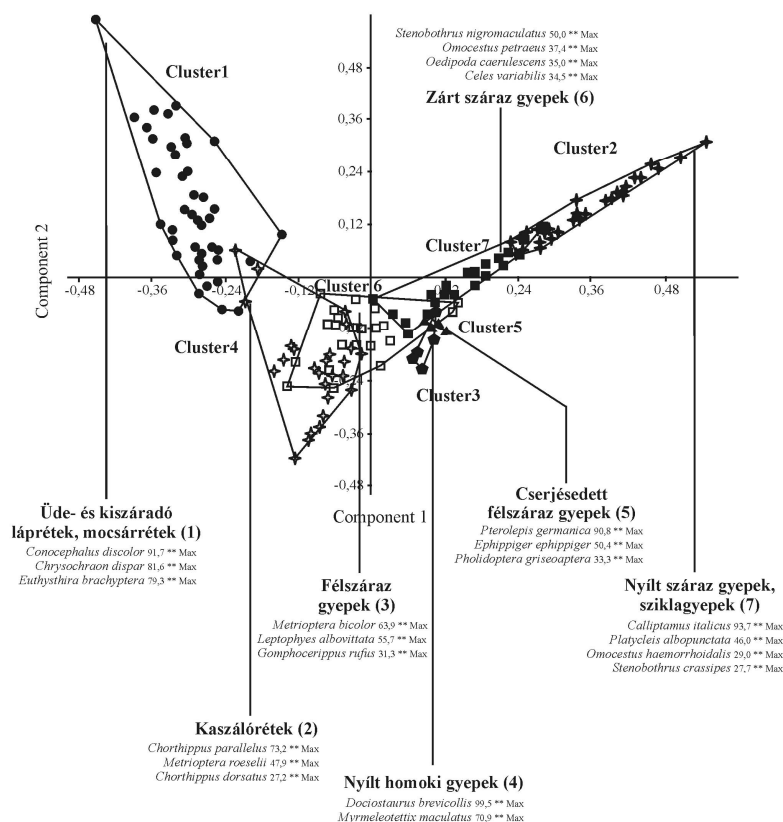 Stenobothrus nigromaculatus 50,0 ** Max
Omocestus petraeus 37,4 ** Max
Oedipoda caerulescens 35,0 ** Max
Celes variabilis 34,5 ** Max
Zárt száraz gyepek (6)
0,48
Cluster1
0,36
0,24
Cluster2
Component 2
0,12
Cluster7
Cluster6
-0,48
-0,36
-0,24
-0,12
0,12
0,24
0,36
0,48
Cluster5
Cluster4
-0,24
Cluster3
-0,36
-0,48
Component 1
Üde- és kiszáradó
láprétek, mocsárrétek (1)
Conocephalus discolor 91,7 ** Max
Chrysochraon dispar 81,6 ** Max
Euthysthira brachyptera 79,3 ** Max
Cserjésedett
félszáraz gyepek (5)
Pterolepis germanica 90,8 ** Max
Ephippiger ephippiger 50,4 ** Max
Pholidoptera griseoaptera 33,3 ** Max
Félszáraz
gyepek (3)
Metrioptera bicolor 63,9 ** Max
Leptophyes albovittata 55,7 ** Max
Gomphocerippus rufus 31,3 ** Max
Nyílt száraz gyepek,
sziklagyepek (7)
Calliptamus italicus 93,7 ** Max
Platycleis albopunctata 46,0 ** Max
Omocestus haemorrhoidalis 29,0 ** Max
Stenobothrus crassipes 27,7 ** Max
Kaszálórétek (2)
Chorthippus parallelus 73,2 ** Max
Metrioptera roeselii 47,9 ** Max
Chorthippus dorsatus 27,2 ** Max
Nyílt homoki gyepek (4)
Dociostaurus brevicollis 99,5 ** Max
Myrmeleotettix maculatus 70,9 ** Max